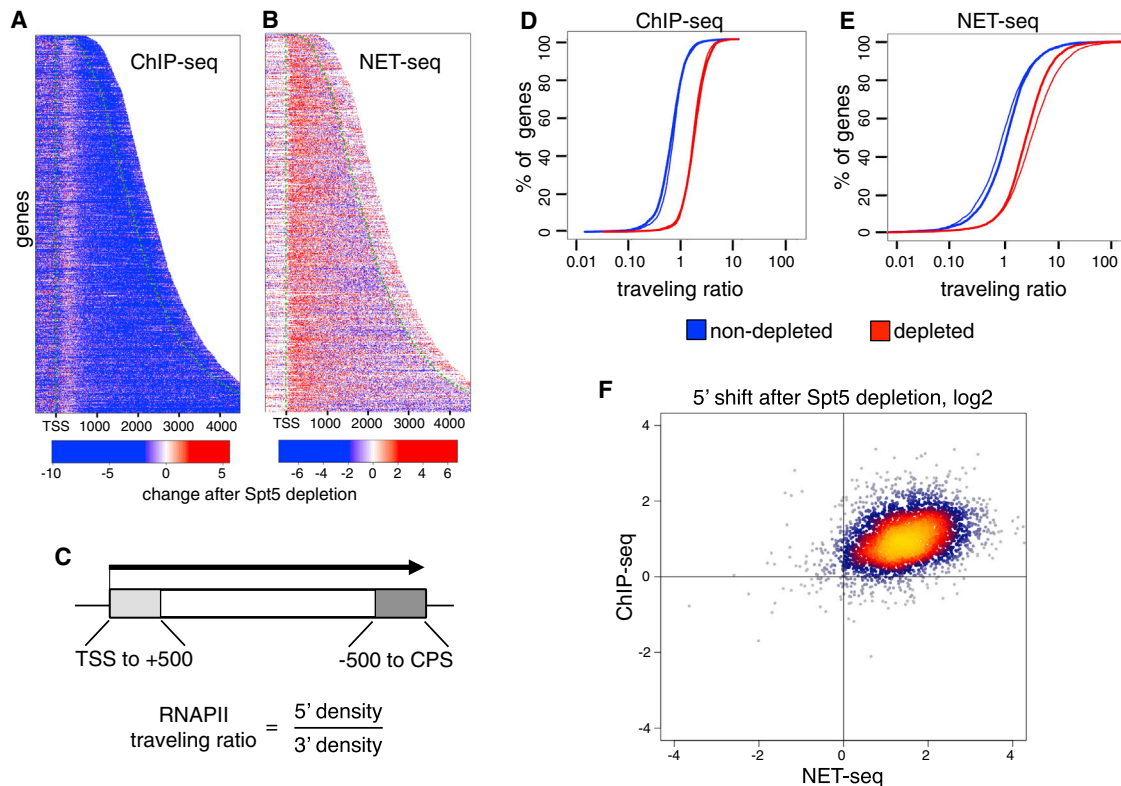 A
ChIP-seq
genes
TSS 1000 2000 3000 4000
-10 -5 0 5
B
NET-seq
TSS 1000 2000 3000 4000
-6 -4 -2 0 2 4 6
change after Spt5 depletion
C
TSS to +500
-500 to CPS
RNAPII traveling ratio = 5' density / 3' density
D
ChIP-seq
% of genes
0 20 40 60 80 100
0.01 0.10 1 10 100
traveling ratio
E
NET-seq
% of genes
0 20 40 60 80 100
0.01 0.1 1 10 100
traveling ratio
non-depleted
depleted
F
5' shift after Spt5 depletion, log2
ChIP-seq
4
2
0
-2
-4
-4 -2 0 2 4
NET-seq